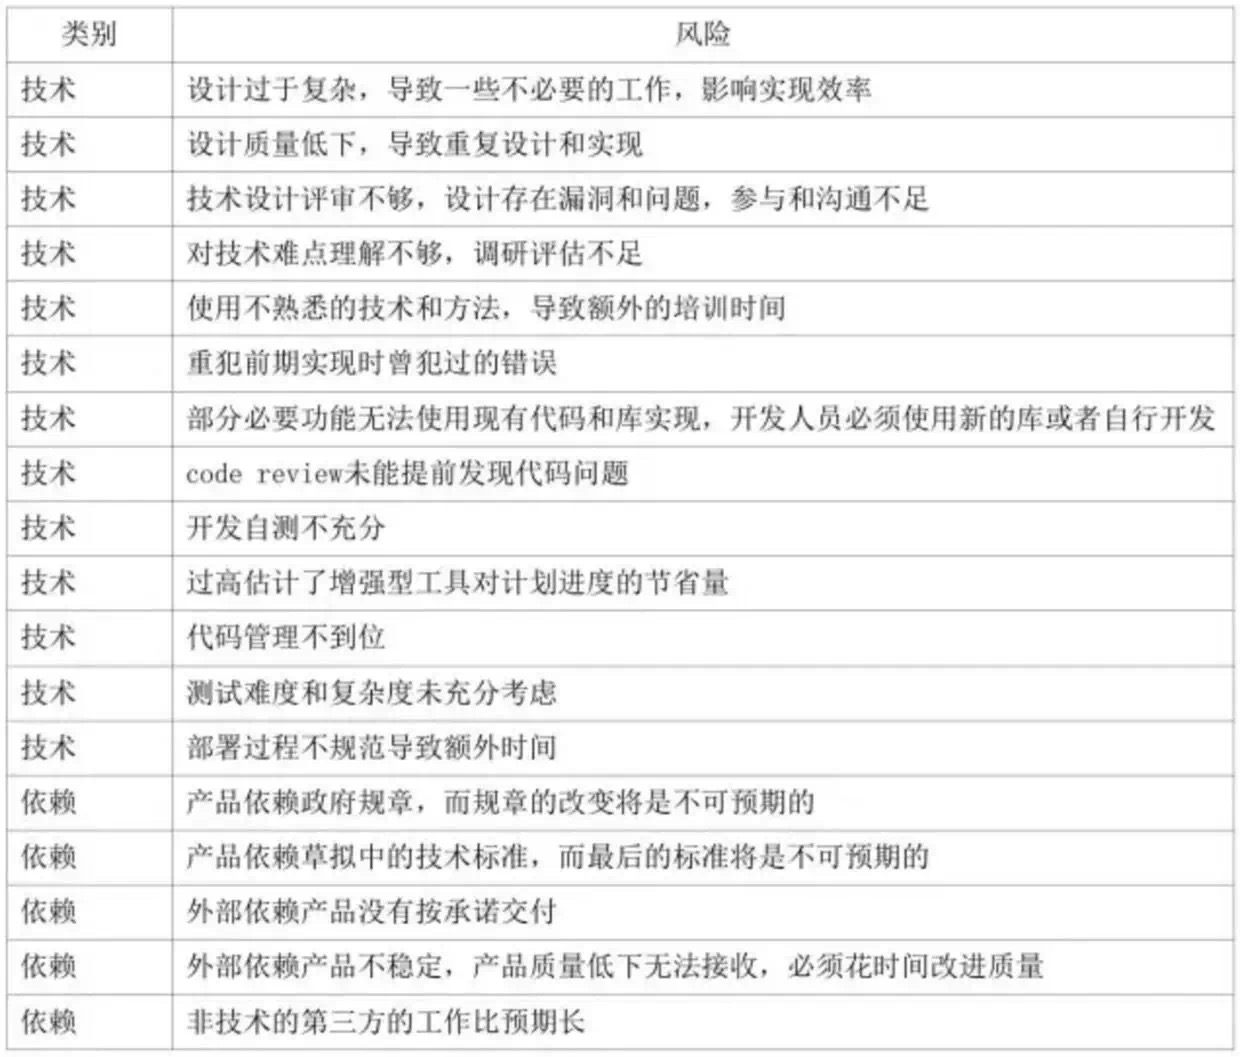 类别 风险
技术 设计过于复杂，导致一些不必要的工作，影响实现效率
技术 设计质量低下，导致重复设计和实现
技术 技术设计评审不够，设计存在漏洞和问题，参与和沟通不足
技术 对技术难点理解不够，调研评估不足
技术 使用不熟悉的技术和方法，导致额外的培训时间
技术 重犯前期实现时曾犯过的错误
技术 部分必要功能无法使用现有代码和库实现，开发人员必须使用新的库或者自行开发
技术 code review未能提前发现代码问题
技术 开发自测不充分
技术 过高估计了增强型工具对计划进度的节省量
技术 代码管理不到位
技术 测试难度和复杂度未充分考虑
技术 部署过程不规范导致额外时间
依赖 产品依赖政府规章，而规章的改变将是不可预期的
依赖 产品依赖草拟中的技术标准，而最后的标准将是不可预期的
依赖 外部依赖产品没有按承诺交付
依赖 外部依赖产品不稳定，产品质量低下无法接收，必须花时间改进质量
依赖 非技术的第三方的工作比预期长